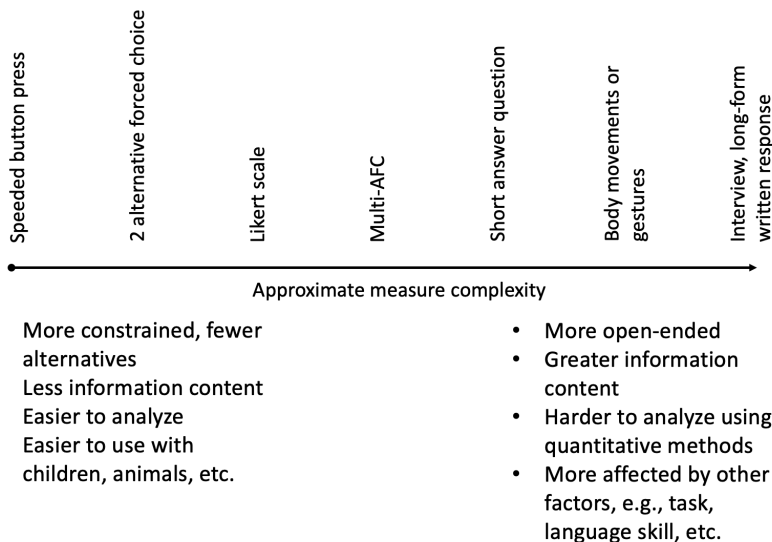 Speeded button press
2 alternative forced choice
Likert scale
Multi-AFC
Short answer question
Body movements or
gestures
Interview, long-form
written response
Approximate measure complexity
More constrained, fewer
alternatives
Less information content
Easier to analyze
Easier to use with
children, animals, etc.
• More open-ended
• Greater information
content
• Harder to analyze using
quantitative methods
• More affected by other
factors, e.g., task,
language skill, etc.